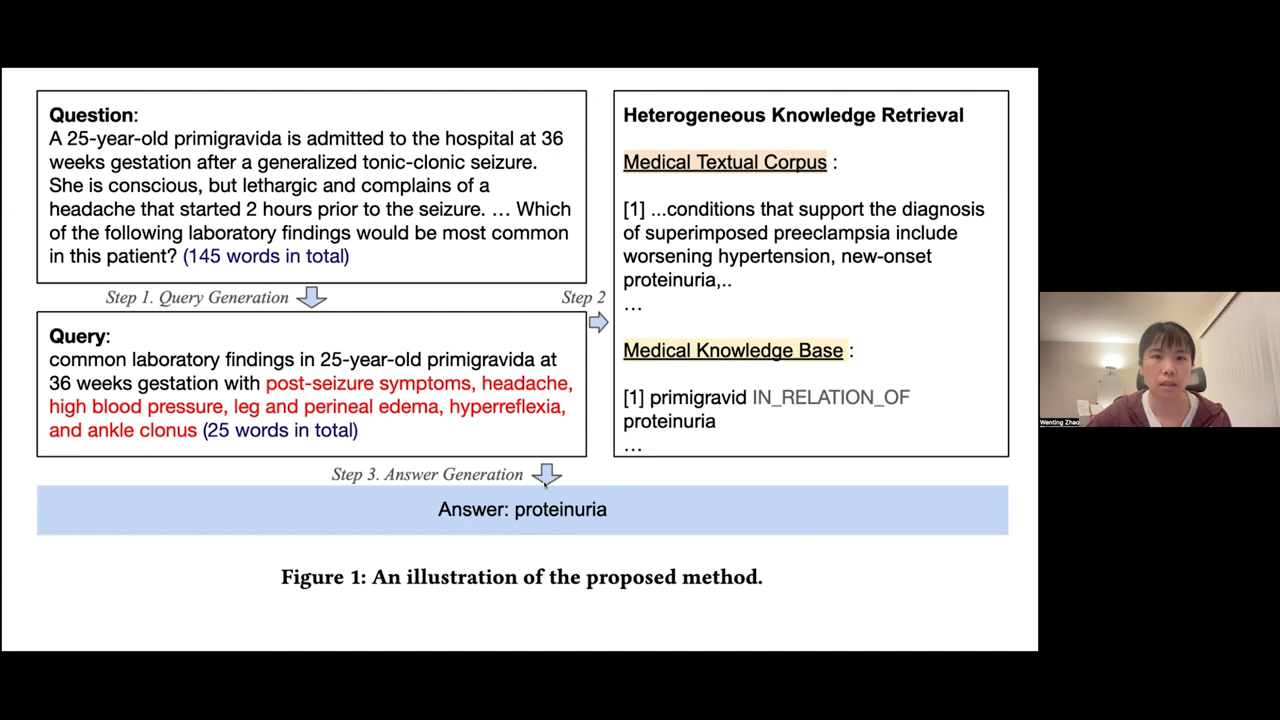 Question:
A 25-year-old primigravida is admitted to the hospital at 36
weeks gestation after a generalized tonic-clonic seizure.
She is conscious, but lethargic and complains of a
headache that started 2 hours prior to the seizure. … Which
of the following laboratory findings would be most common
in this patient? (145 words in total)
Step 1. Query Generation
Query:
common laboratory findings in 25-year-old primigravida at
36 weeks gestation with post-seizure symptoms, headache,
high blood pressure, leg and perineal edema, hyperreflexia,
and ankle clonus (25 words in total)
Step 2
Heterogeneous Knowledge Retrieval
Medical Textual Corpus :
[1] ...conditions that support the diagnosis
of superimposed preeclampsia include
worsening hypertension, new-onset
proteinuria,..
…
Medical Knowledge Base :
[1] primigravid IN_RELATION_OF
proteinuria
…
Step 3. Answer Generation
Answer: proteinuria
Figure 1: An illustration of the proposed method.
Wenting Zhao